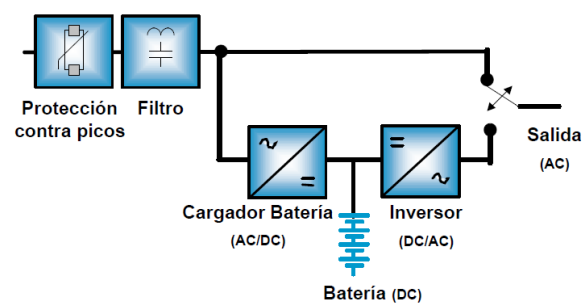 Protección
contra picos
Filtro
Salida
(AC)
Cargador Batería
(AC/DC)
Inversor
(DC/AC)
Batería (DC)